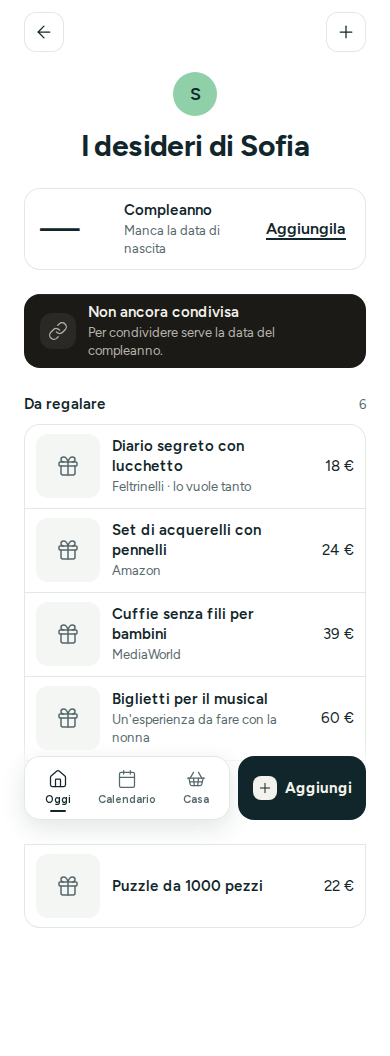 S
I desideri di Sofia
Compleanno
Manca la data di
nascita
Aggiungila
Non ancora condivisa
Per condividere serve la data del
compleanno.
Da regalare
6
Diario segreto con
lucchetto
Feltrinelli · lo vuole tanto
18 €
Set di acquerelli con
pennelli
Amazon
24 €
Cuffie senza fili per
bambini
MediaWorld
39 €
Biglietti per il musical
Un'esperienza da fare con la
nonna
60 €
Oggi
Calendario
Casa
Aggiungi
Puzzle da 1000 pezzi
22 €